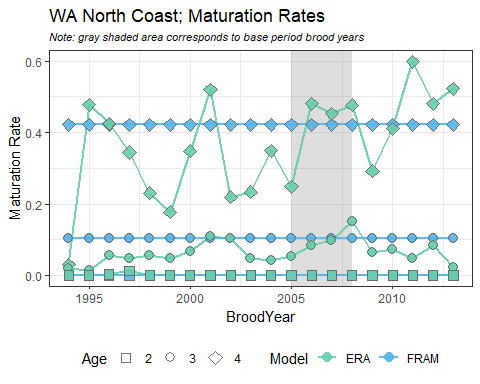 WA North Coast; Maturation Rates
Note: gray shaded area corresponds to base period brood years
0.6
0.4
0.2
0.0
Maturation Rate
1995 2000 2005 2010
BroodYear
Age 2 3 4 Model ERA FRAM